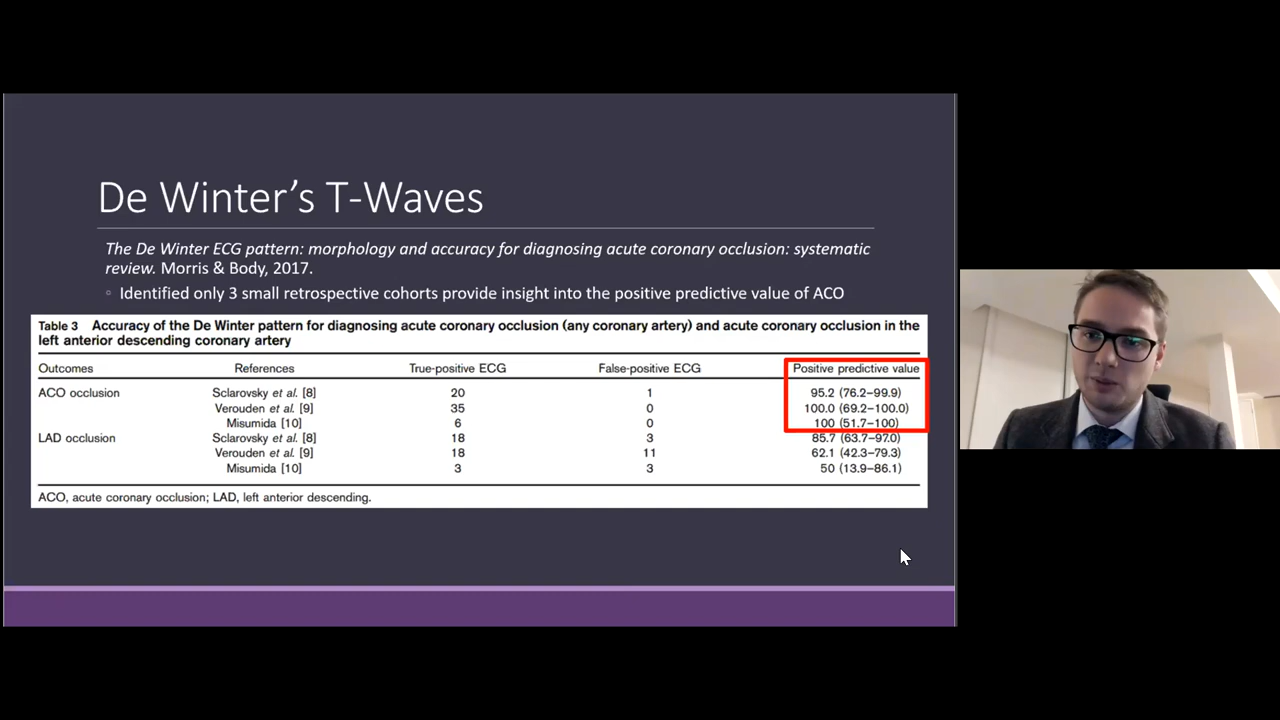 De Winter's T-Waves
The De Winter ECG pattern: morphology and accuracy for diagnosing acute coronary occlusion: systematic
review. Morris & Body, 2017.
Identified only 3 small retrospective cohorts provide insight into the positive predictive value of ACO
Table 3 Accuracy of the De Winter pattern for diagnosing acute coronary occlusion (any coronary artery) and acute coronary occlusion in the
left anterior descending coronary artery
Outcomes References True-positive ECG False-positive ECG Positive predictive value
ACO occlusion Sclarovsky et al. [8] 20 1 95.2 (76.2–99.9)
Verouden et al. [9] 35 0 100.0 (69.2–100.0)
Misumida [10] 6 0 100 (51.7–100)
LAD occlusion Sclarovsky et al. [8] 18 3 85.7 (63.7–97.0)
Verouden et al. [9] 18 11 62.1 (42.3–79.3)
Misumida [10] 3 3 50 (13.9–86.1)
ACO, acute coronary occlusion; LAD, left anterior descending.